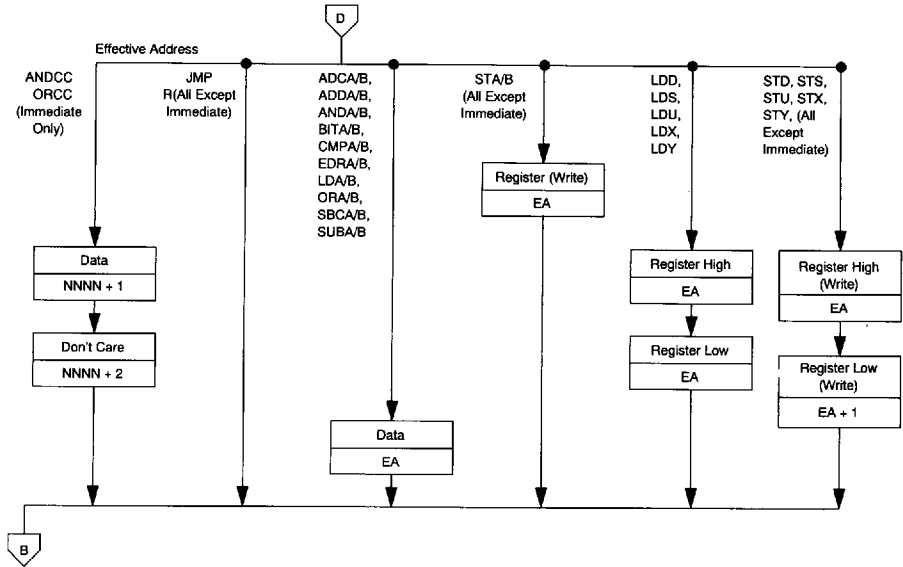 D
Effective Address
ANDCC
ORCC
(Immediate
Only)
JMP
R(All Except
Immediate)
ADCA/B,
ADDA/B,
ANDA/B,
BITA/B,
CMPA/B,
EDRA/B,
LDA/B,
ORA/B,
SBCA/B,
SUBA/B
STA/B
(All Except
Immediate)
LDD,
LDS,
LDU,
LDX,
LDY
STD, STS,
STU, STX,
STY, (All
Except
Immediate)
Register (Write)
EA
Data
NNNN + 1
Don't Care
NNNN + 2
Data
EA
Register High
EA
Register Low
EA
Register High
(Write)
EA
Register Low
(Write)
EA + 1
B